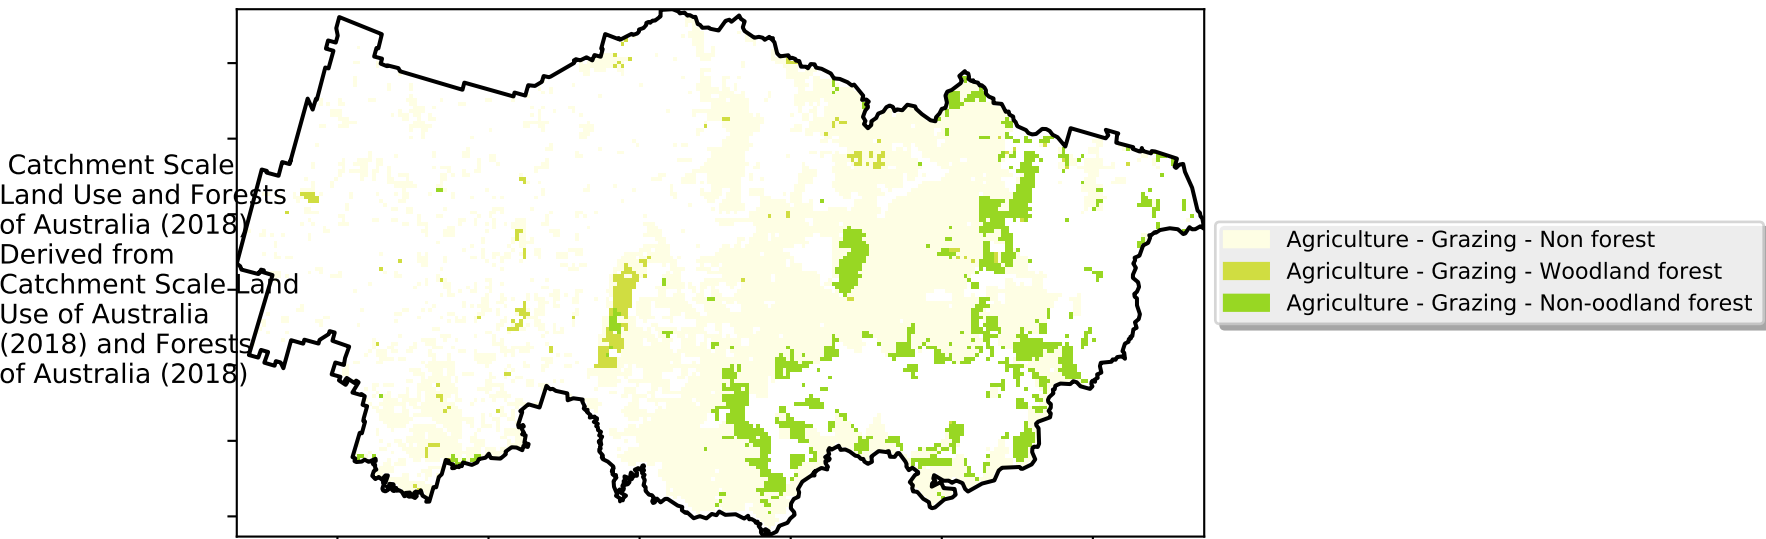 Catchment Scale
Land Use and Forests
of Australia (2018)
Derived from
Catchment Scale Land
Use of Australia
(2018) and Forests
of Australia (2018)
Agriculture - Grazing - Non forest
Agriculture - Grazing - Woodland forest
Agriculture - Grazing - Non-oodland forest